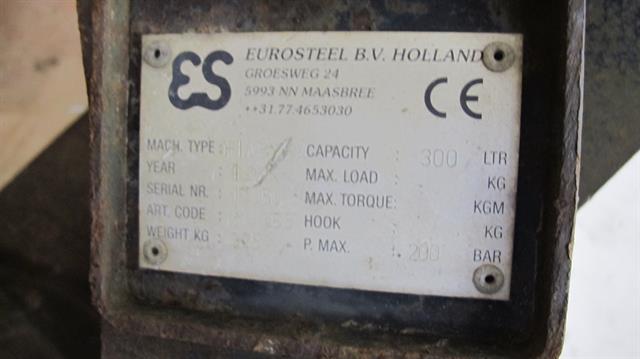 ES
EUROSTEEL B.V. HOLLAND
GROESWEG 24
5993 NN MAASBREE
++31.77.4653030
CE
MACH. TYPE :
YEAR :
SERIAL NR. :
ART. CODE :
WEIGHT KG :
CAPACITY : 300 LTR
MAX. LOAD : KG
MAX. TORQUE: KGM
HOOK : KG
P. MAX. : 200 BAR